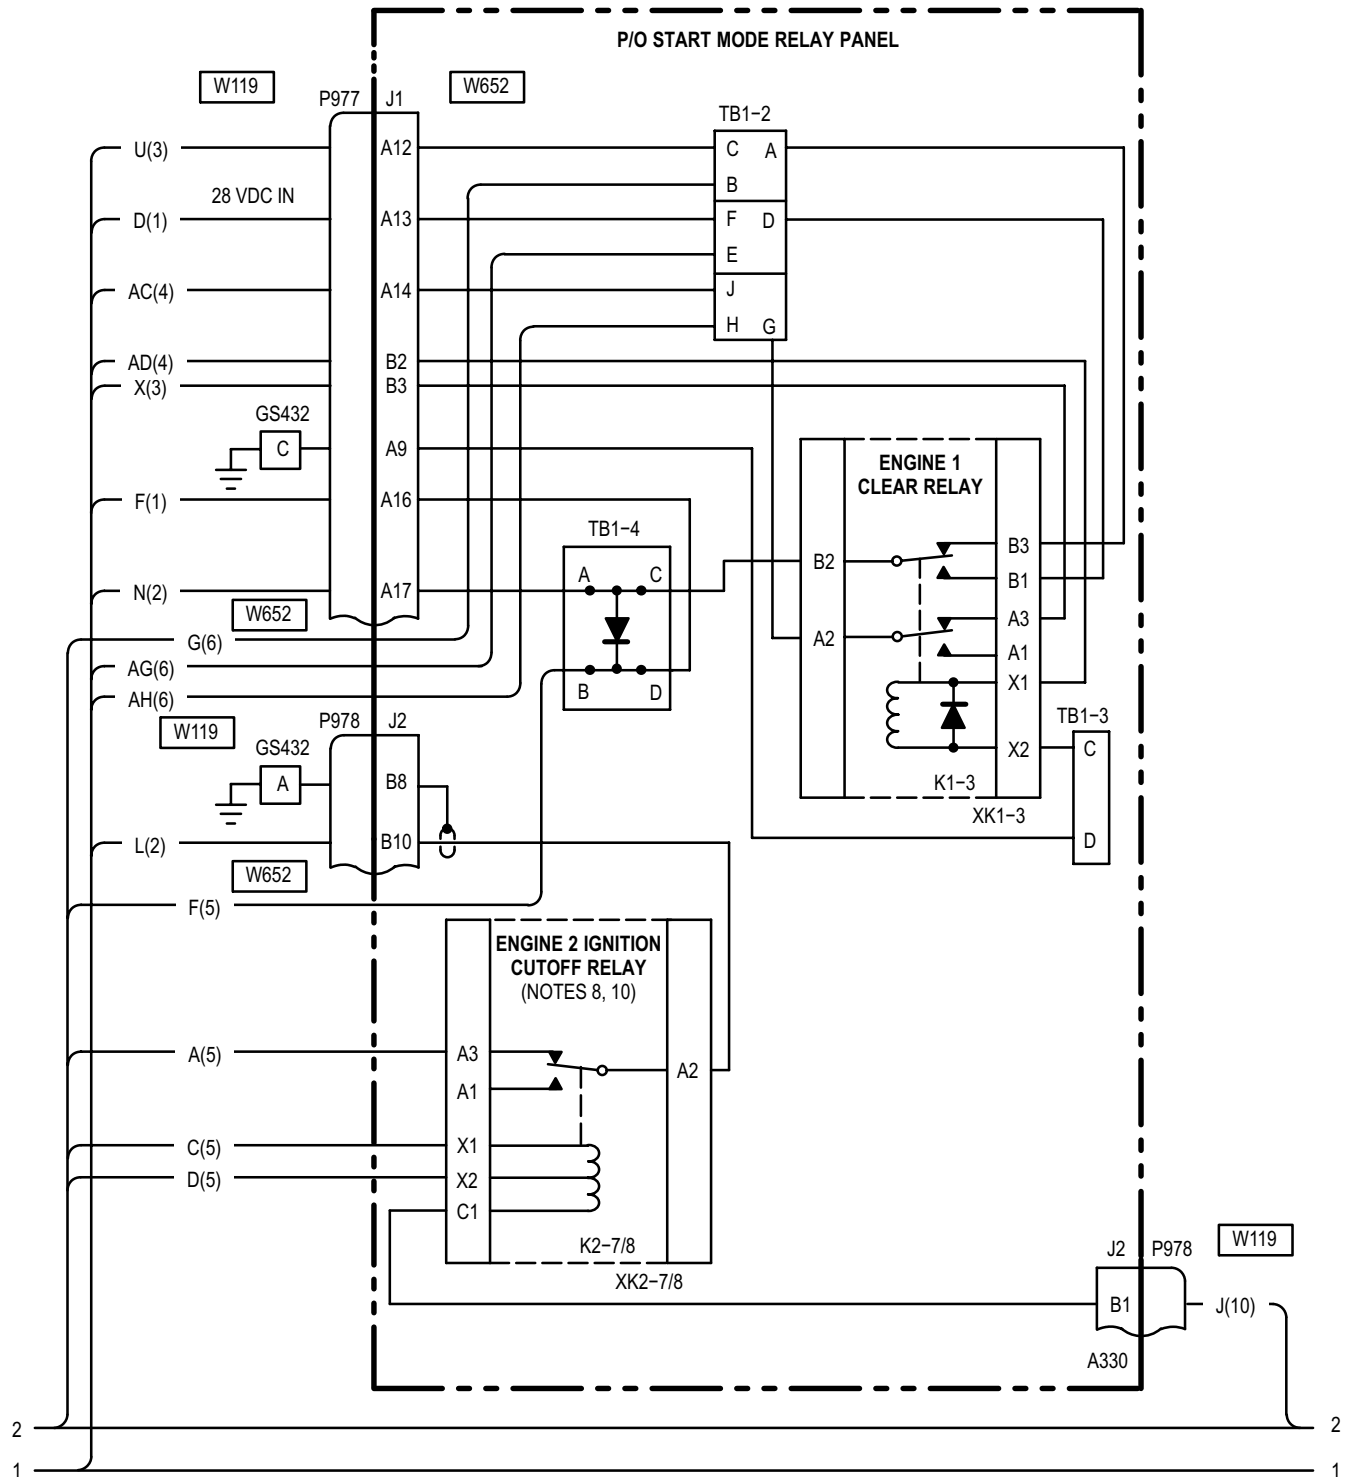 P/O START MODE RELAY PANEL
W119
W652
P977
J1
TB1−2
U(3)
A12
C
A
28 VDC IN
B
D(1)
A13
F
D
E
AC(4)
A14
J
H
G
AD(4)
B2
X(3)
B3
GS432
C
A9
ENGINE 1
CLEAR RELAY
F(1)
A16
TB1−4
B3
B2
A
C
B1
N(2)
A17
W652
A3
G(6)
A2
A1
AG(6)
X1
AH(6)
B
D
W119
P978
J2
TB1−3
GS432
X2
C
A
B8
K1−3
XK1−3
L(2)
B10
D
W652
F(5)
ENGINE 2 IGNITION
CUTOFF RELAY
(NOTES 8, 10)
A(5)
A3
A2
A1
C(5)
X1
D(5)
X2
C1
K2−7/8
XK2−7/8
J2
P978
W119
B1
J(10)
A330
2
2
1
1